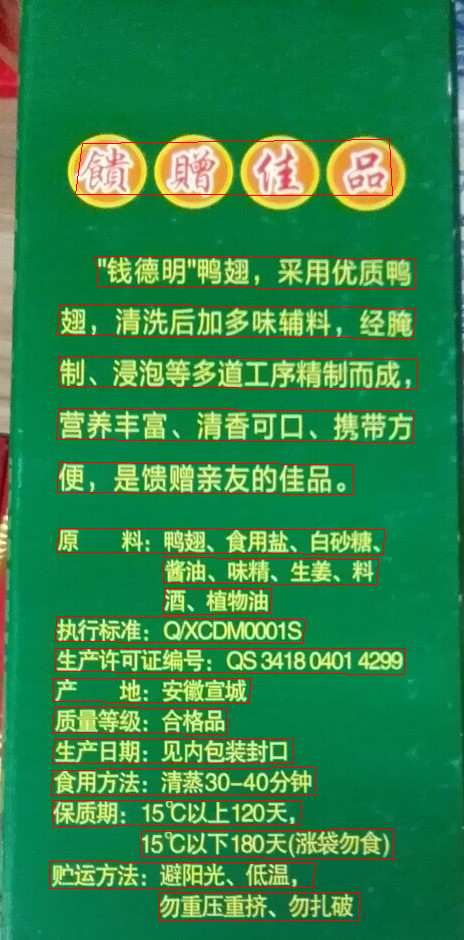 饋贈佳品
"钱德明"鸭翅，采用优质鸭
翅，清洗后加多味辅料，经腌
制、浸泡等多道工序精制而成，
营养丰富、清香可口、携带方
便，是馈赠亲友的佳品。
原　　料：鸭翅、食用盐、白砂糖、
酱油、味精、生姜、料
酒、植物油
执行标准：Q/XCDM0001S
生产许可证编号：QS 3418 0401 4299
产　　地：安徽宣城
质量等级：合格品
生产日期：见内包装封口
食用方法：清蒸30-40分钟
保质期：15℃以上120天，
15℃以下180天(涨袋勿食)
贮运方法：避阳光、低温，
勿重压重挤、勿扎破